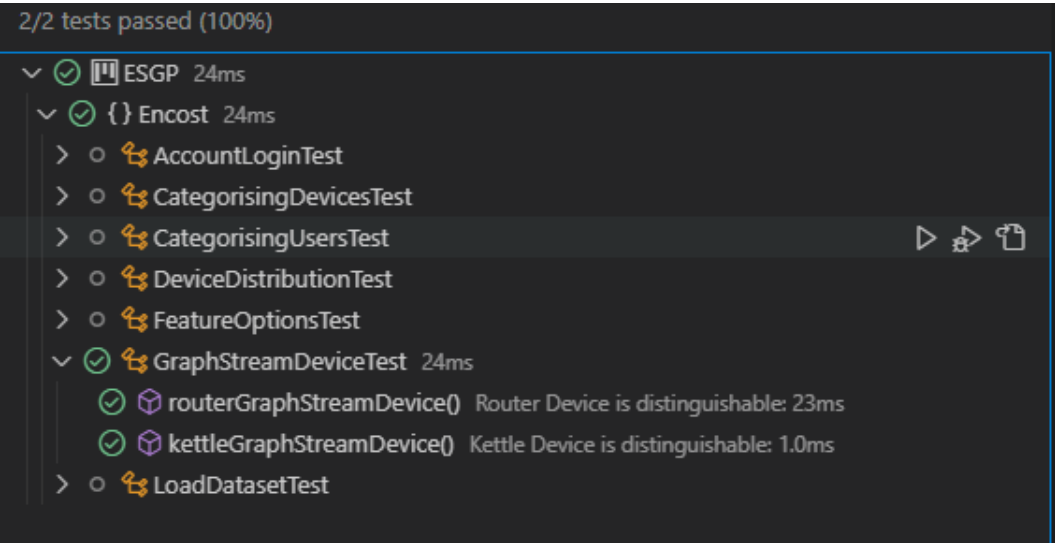 2/2 tests passed (100%)
ESGP 24ms
{} Encost 24ms
AccountLoginTest
CategorisingDevicesTest
CategorisingUsersTest
DeviceDistributionTest
FeatureOptionsTest
GraphStreamDeviceTest 24ms
routerGraphStreamDevice() Router Device is distinguishable: 23ms
kettleGraphStreamDevice() Kettle Device is distinguishable: 1.0ms
LoadDatasetTest